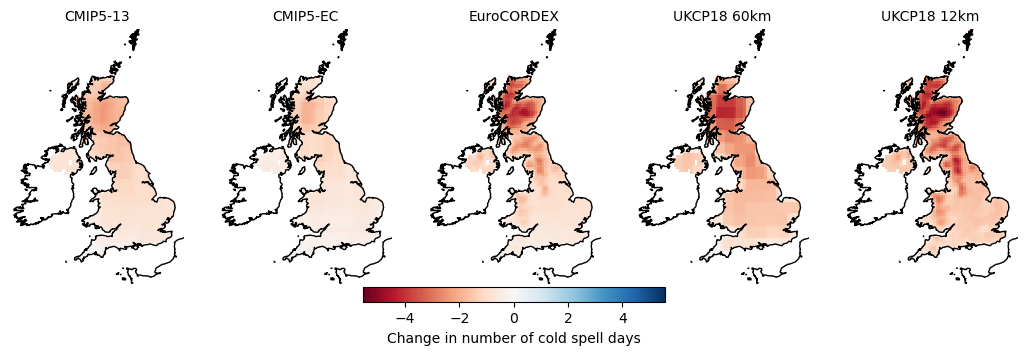 CMIP5-13 CMIP5-EC EuroCORDEX UKCP18 60km UKCP18 12km
−4 −2 0 2 4
Change in number of cold spell days